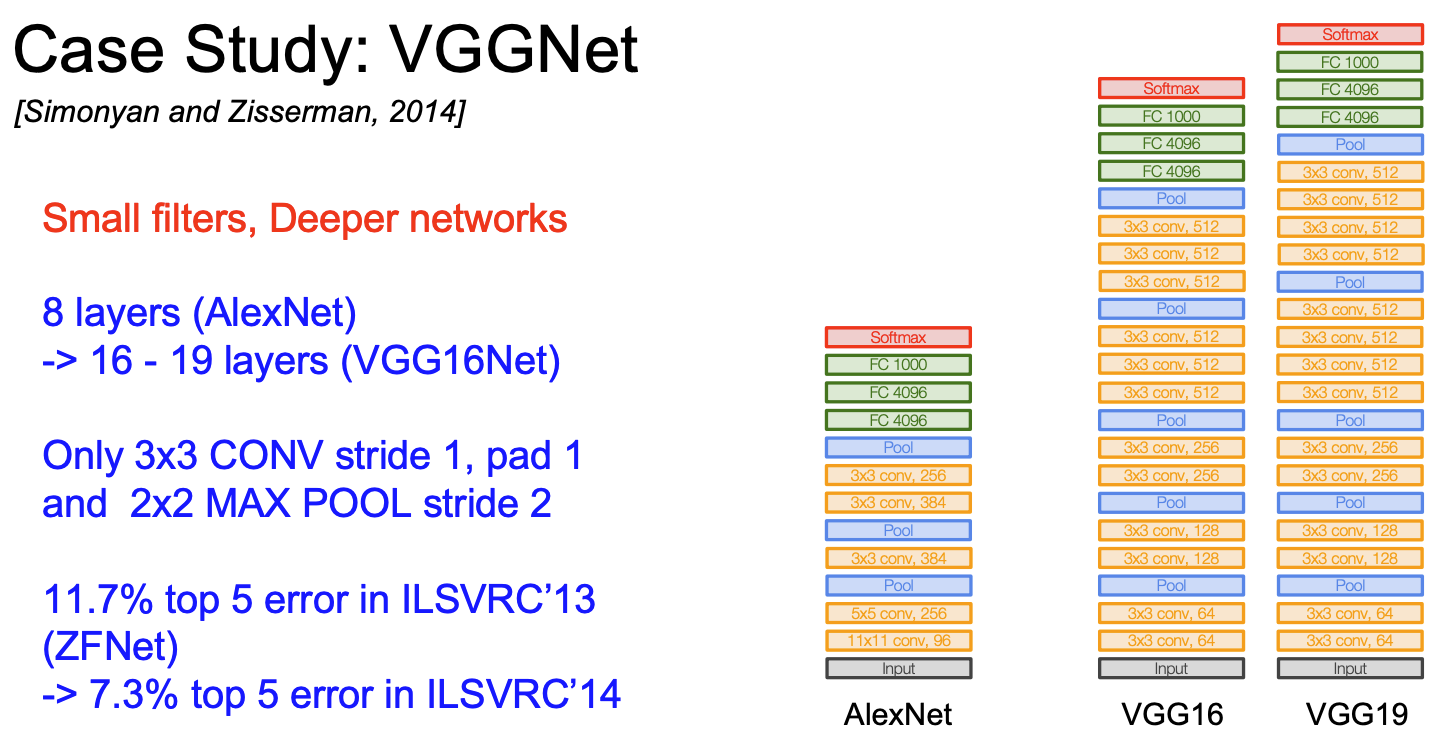 Case Study: VGGNet
[Simonyan and Zisserman, 2014]
Small filters, Deeper networks
8 layers (AlexNet)
-> 16 - 19 layers (VGG16Net)
Only 3x3 CONV stride 1, pad 1
and 2x2 MAX POOL stride 2
11.7% top 5 error in ILSVRC’13
(ZFNet)
-> 7.3% top 5 error in ILSVRC’14
Softmax
FC 1000
FC 4096
FC 4096
Pool
3x3 conv, 256
3x3 conv, 384
Pool
3x3 conv, 384
Pool
5x5 conv, 256
11x11 conv, 96
Input
AlexNet
Softmax
FC 1000
FC 4096
FC 4096
Pool
3x3 conv, 512
3x3 conv, 512
3x3 conv, 512
Pool
3x3 conv, 512
3x3 conv, 512
3x3 conv, 512
Pool
3x3 conv, 256
3x3 conv, 256
Pool
3x3 conv, 128
3x3 conv, 128
Pool
3x3 conv, 64
3x3 conv, 64
Input
VGG16
Softmax
FC 1000
FC 4096
FC 4096
Pool
3x3 conv, 512
3x3 conv, 512
3x3 conv, 512
3x3 conv, 512
Pool
3x3 conv, 512
3x3 conv, 512
3x3 conv, 512
3x3 conv, 512
Pool
3x3 conv, 256
3x3 conv, 256
Pool
3x3 conv, 128
3x3 conv, 128
Pool
3x3 conv, 64
3x3 conv, 64
Input
VGG19